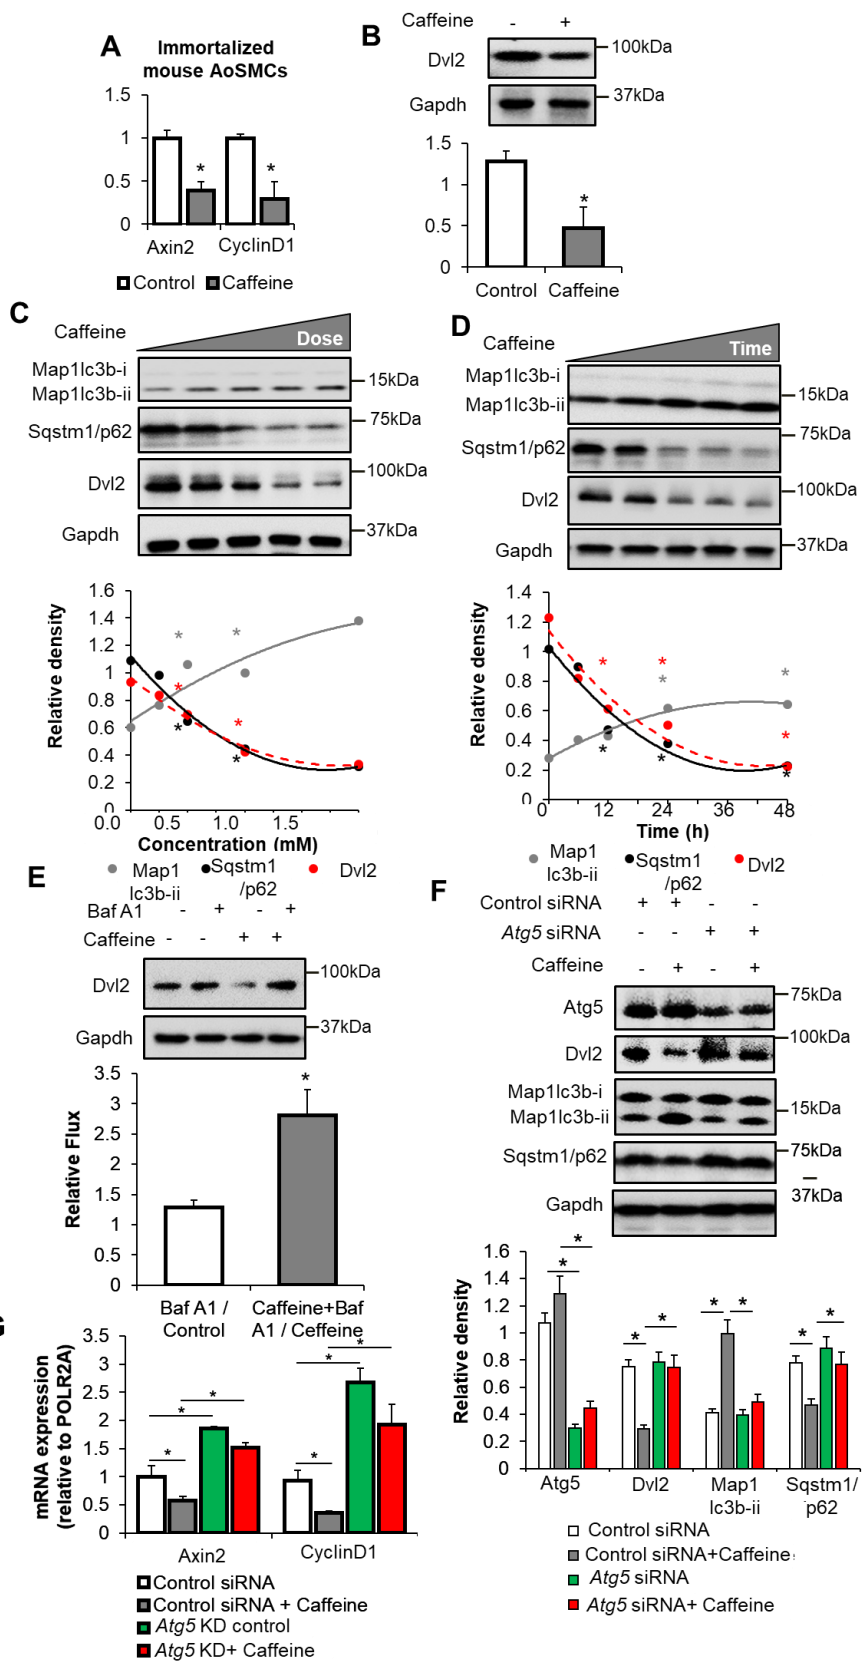 A
Immortalized
mouse AoSMCs
1.5
1
0.5
0
*
*
Axin2
CyclinD1
Control
Caffeine
B
Caffeine
-
+
Dvl2
100kDa
Gapdh
37kDa
1.5
1
0.5
0
*
Control
Caffeine
C
Caffeine
Dose
Map1lc3b-i
Map1lc3b-ii
15kDa
Sqstm1/p62
75kDa
Dvl2
100kDa
Gapdh
37kDa
Relative density
1.6
1.4
1.2
1
0.8
0.6
0.4
0.2
0
*
*
*
*
*
*
0.0
0.5
1.0
1.5
Concentration (mM)
Map1
lc3b-ii
Sqstm1
/p62
Dvl2
D
Caffeine
Time
Map1lc3b-i
Map1lc3b-ii
15kDa
Sqstm1/p62
75kDa
Dvl2
100kDa
Gapdh
37kDa
Relative density
1.4
1.2
1
0.8
0.6
0.4
0.2
0
*
*
*
*
*
*
*
*
0
12
24
36
48
Time (h)
Map1
lc3b-ii
Sqstm1
/p62
Dvl2
E
Baf A1
-
+
-
+
Caffeine
-
-
+
+
Dvl2
100kDa
Gapdh
37kDa
Relative Flux
3.5
3
2.5
2
1.5
1
0.5
0
*
Baf A1 /
Control
Caffeine+Baf
A1 / Ceffeine
F
Control siRNA
+
+
-
-
Atg5 siRNA
-
-
+
+
Caffeine
-
+
-
+
Atg5
75kDa
Dvl2
100kDa
Map1lc3b-i
Map1lc3b-ii
15kDa
Sqstm1/p62
75kDa
Gapdh
37kDa
Relative density
1.6
1.4
1.2
1
0.8
0.6
0.4
0.2
0
*
*
*
*
*
*
*
*
Atg5
Dvl2
Map1
lc3b-ii
Sqstm1/
p62
Control siRNA
Control siRNA+Caffeine
Atg5 siRNA
Atg5 siRNA+ Caffeine
G
mRNA expression
(relative to POLR2A)
3.5
3
2.5
2
1.5
1
0.5
0
*
*
*
*
*
*
Axin2
CyclinD1
Control siRNA
Control siRNA + Caffeine
Atg5 KD control
Atg5 KD+ Caffeine